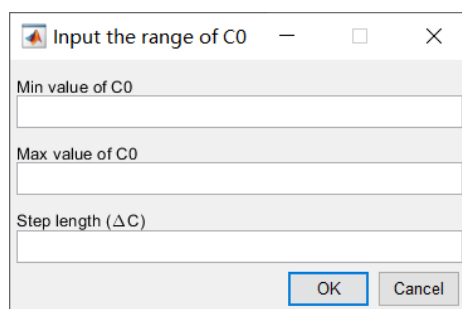 Input the range of C0
Min value of C0
Max value of C0
Step length (ΔC)
OK Cancel